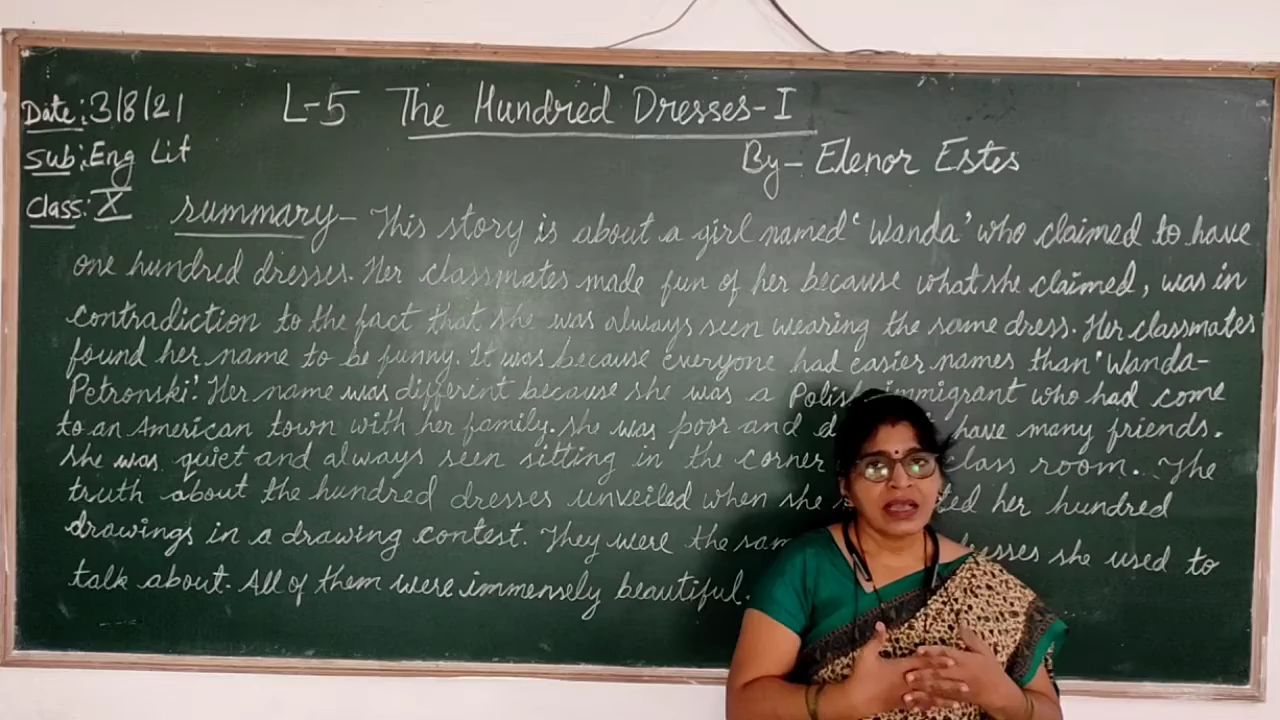 Date: 3/8/21
L-5 The Hundred Dresses-I
Sub: Eng Lit
By- Elenor Estes
Class: X
summary- This story is about a girl named 'Wanda' who claimed to have
one hundred dresses. Her classmates made fun of her because what she claimed, was in
contradiction to the fact that she was always seen wearing the same dress. Her classmates
found her name to be funny. It was because everyone had easier names than 'Wanda-
Petronski'. Her name was different because she was a Polish immigrant who had come
to an American town with her family. She was poor and have many friends.
She was quiet and always seen sitting in the corner class room. The
truth about the hundred dresses unveiled when she her hundred
drawings in a drawing contest. They were the she used to
talk about. All of them were immensely beautiful.